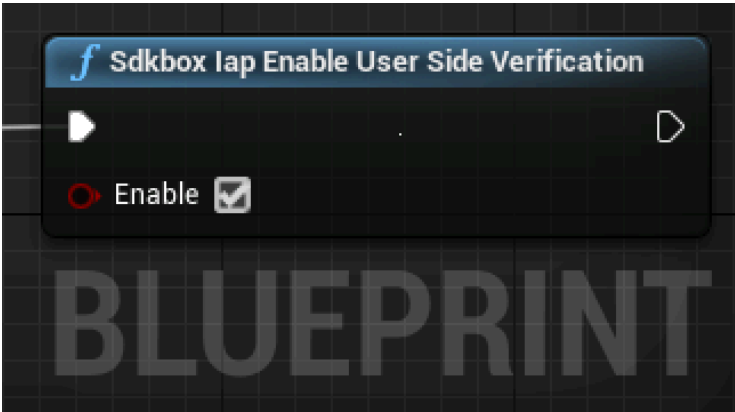 f Sdkbox Iap Enable User Side Verification
Enable
BLUEPRINT